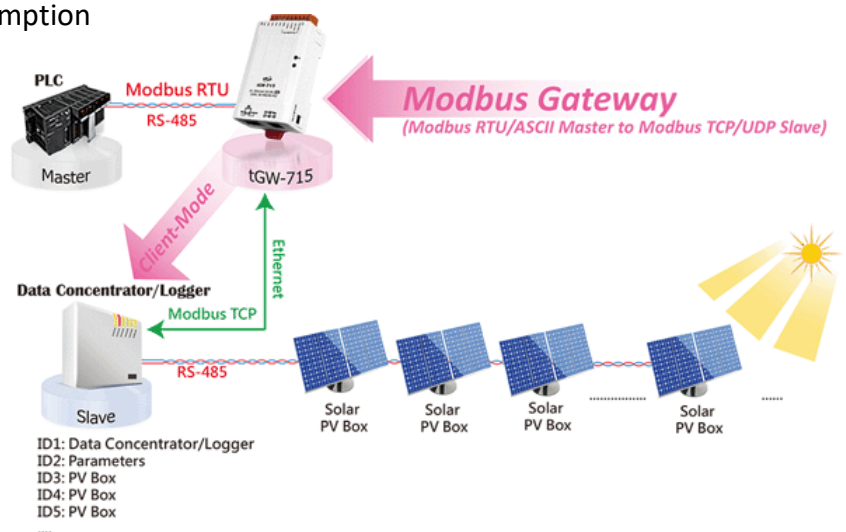 mption
PLC
Modbus RTU
RS-485
Master
tGW-715
Modbus Gateway
(Modbus RTU/ASCII Master to Modbus TCP/UDP Slave)
Client-Mode
Ethernet
Data Concentrator/Logger
Modbus TCP
RS-485
Slave
Solar
PV Box
Solar
PV Box
Solar
PV Box
....................
Solar
PV Box
......
ID1: Data Concentrator/Logger
ID2: Parameters
ID3: PV Box
ID4: PV Box
ID5: PV Box